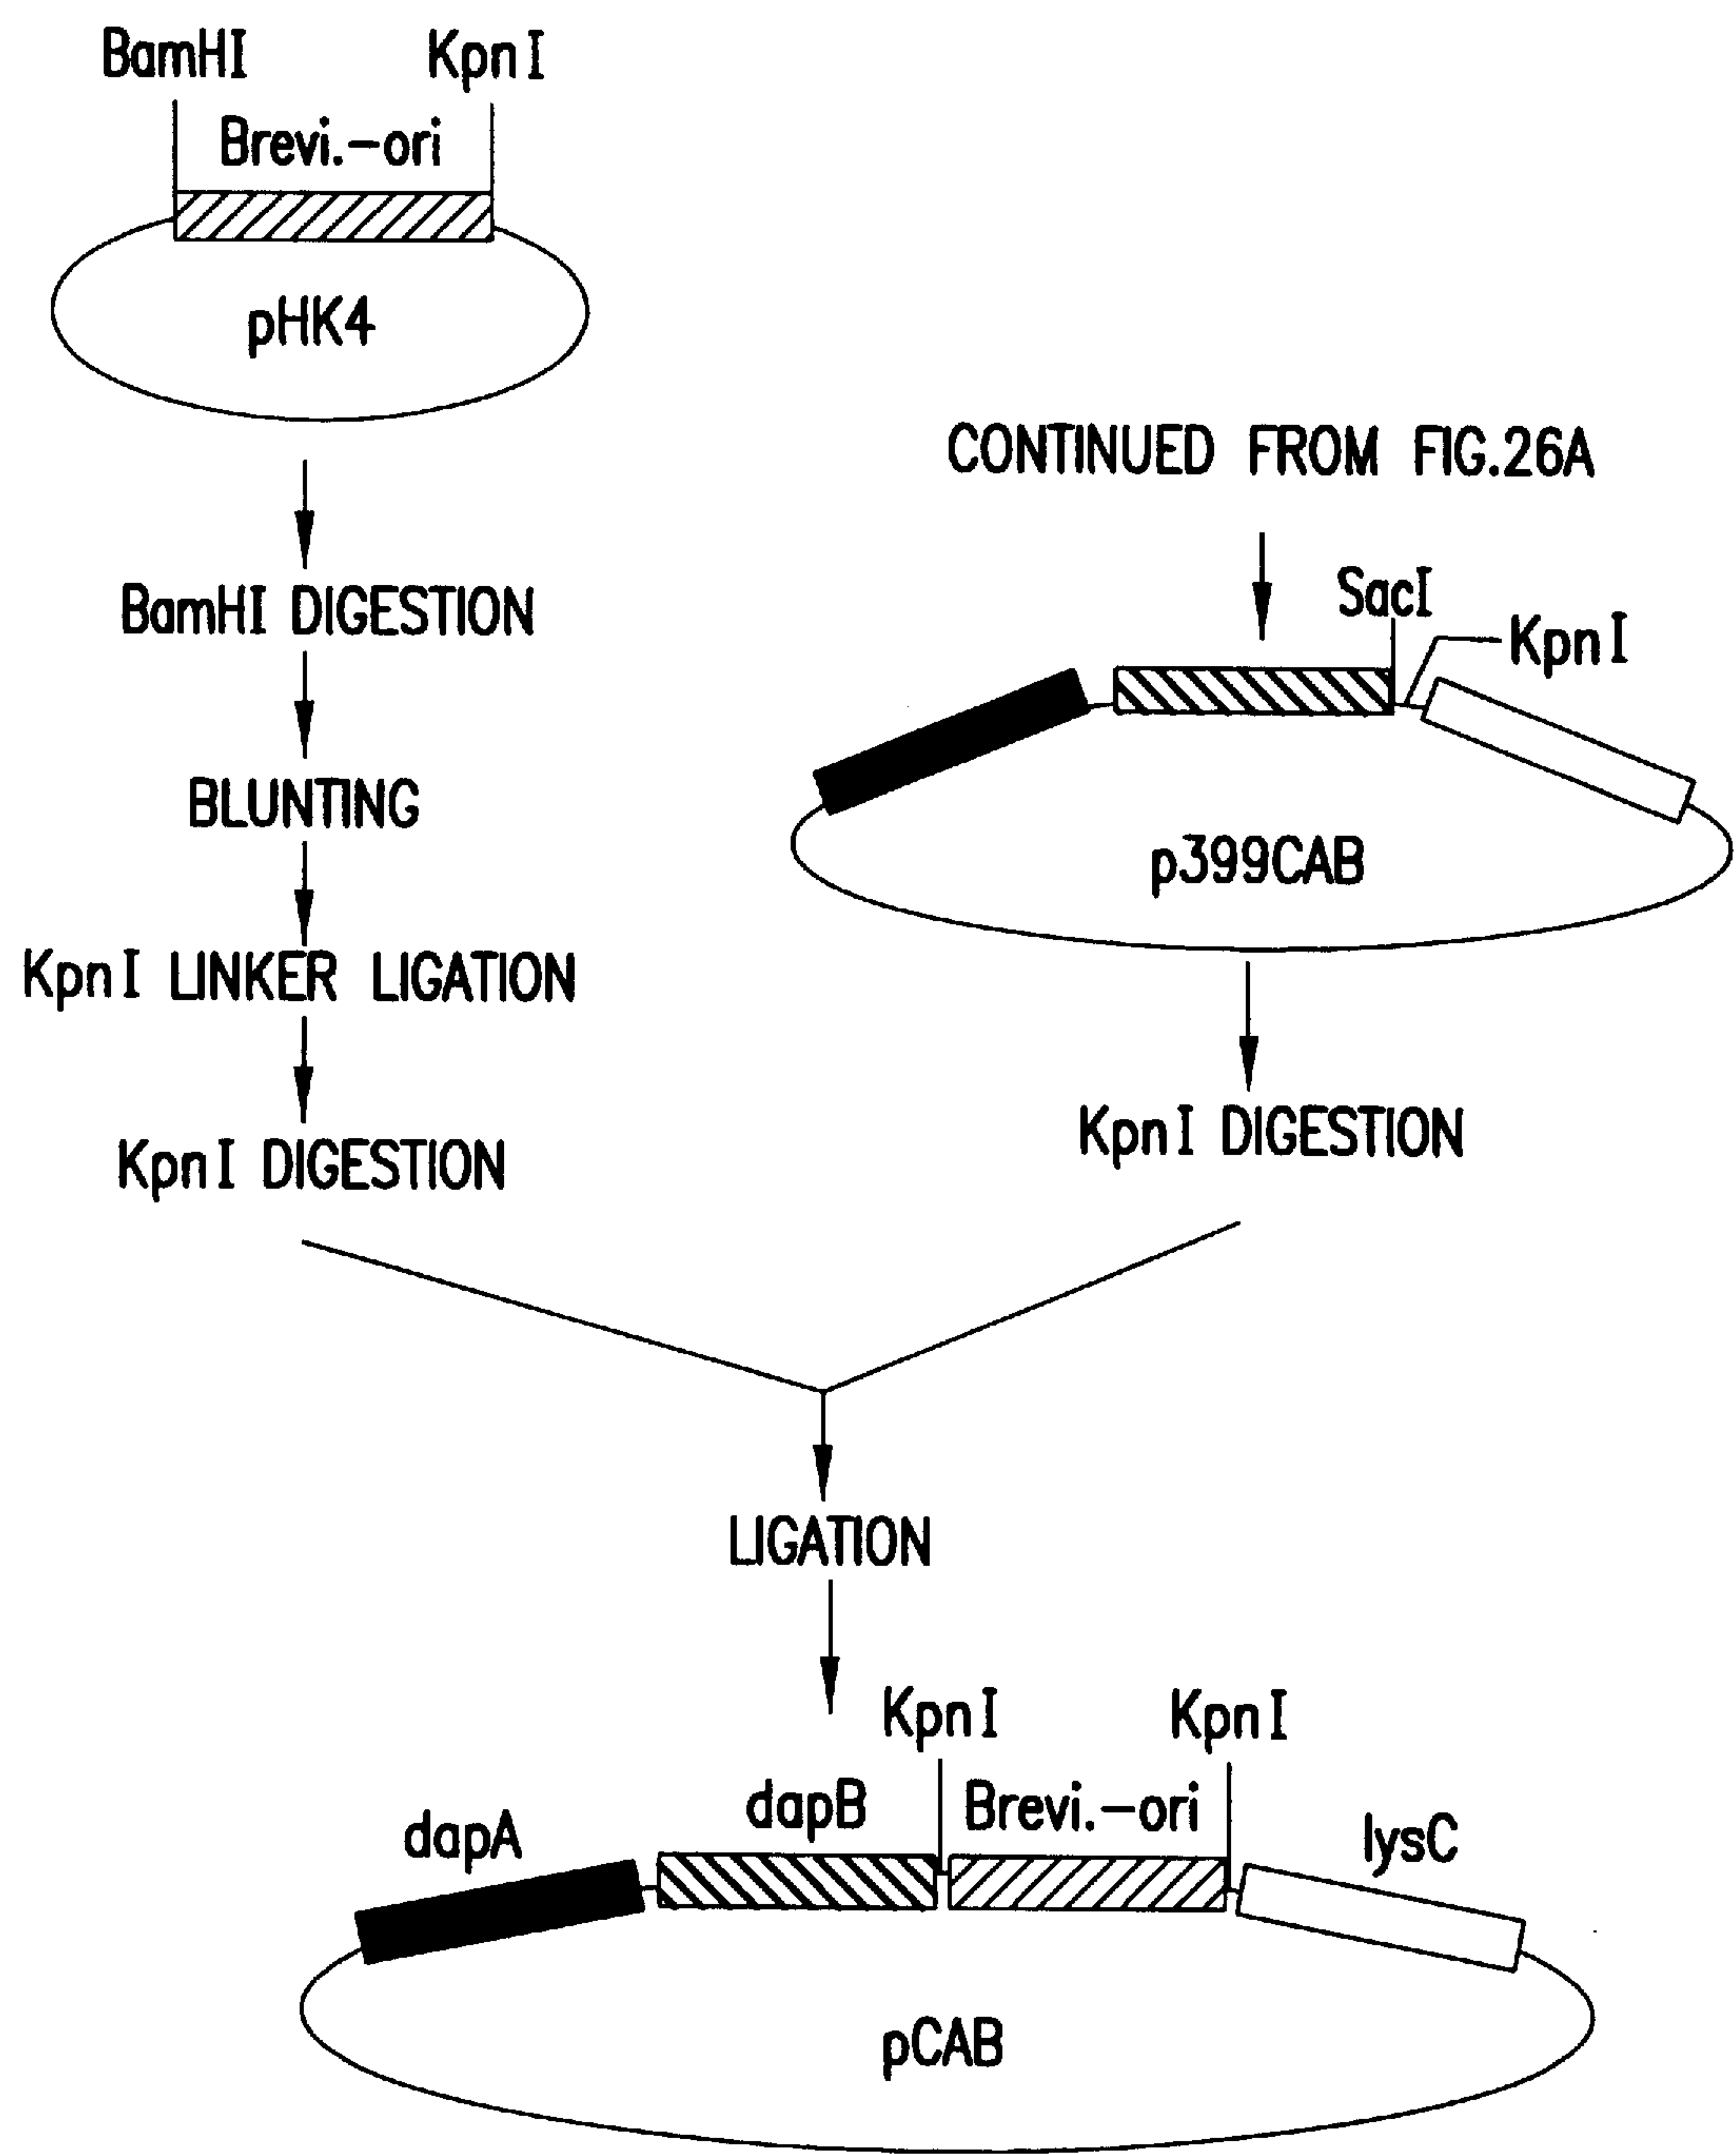 BamHI
KpnI
Brevi.-ori
pHK4
BamHI DIGESTION
BLUNTING
KpnI LINKER LIGATION
KpnI DIGESTION
CONTINUED FROM FIG.26A
SacI
KpnI
p399CAB
KpnI DIGESTION
LIGATION
KpnI
KpnI
dapA
dapB
Brevi.-ori
lysC
pCAB